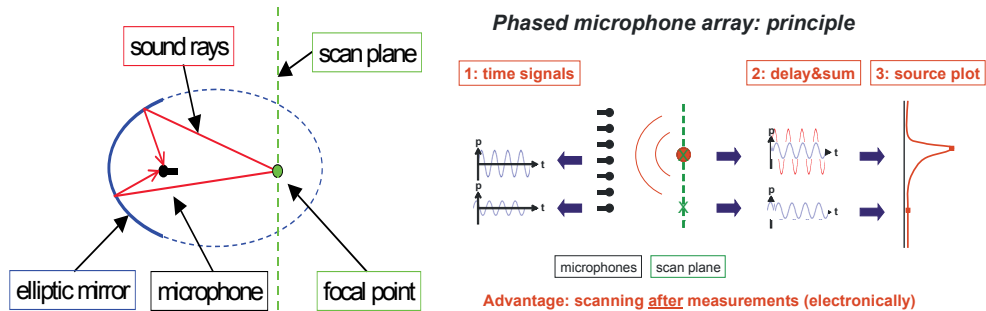 sound rays
scan plane
elliptic mirror
microphone
focal point
Phased microphone array: principle
1: time signals
2: delay&sum
3: source plot
p
t
p
t
p
t
p
t
microphones
scan plane
Advantage: scanning after measurements (electronically)